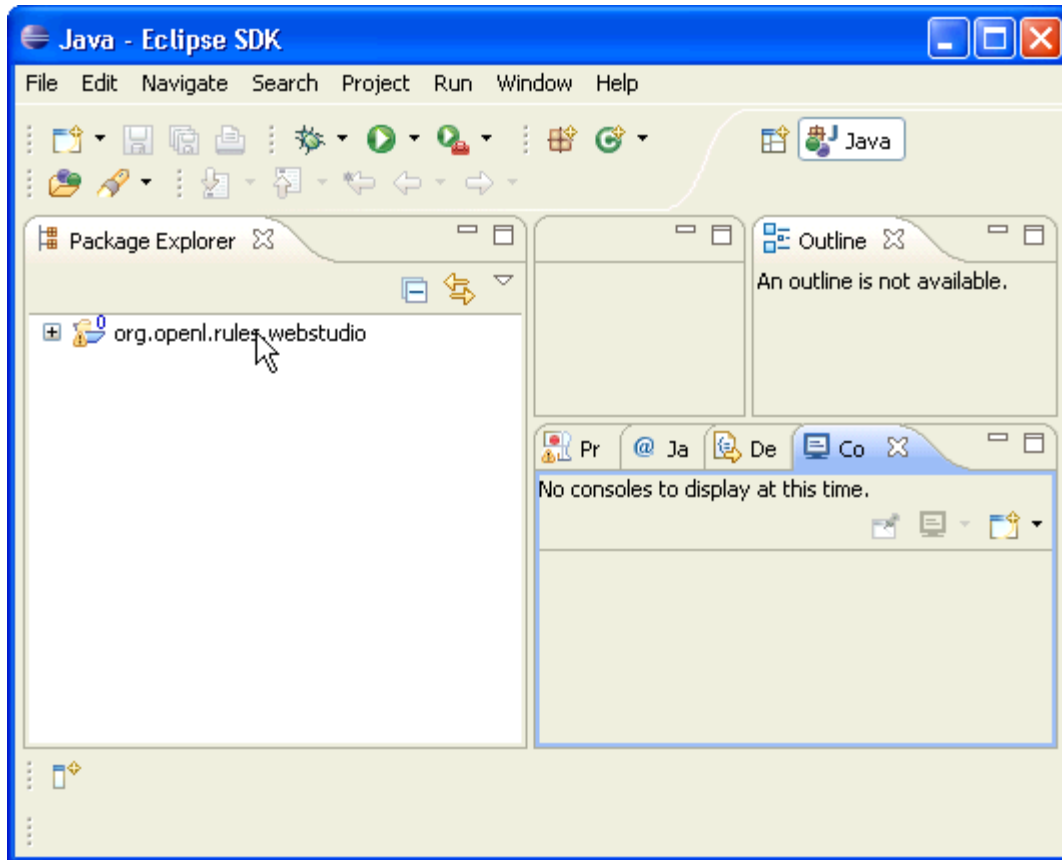 Java - Eclipse SDK
File Edit Navigate Search Project Run Window Help
Java
Package Explorer
Outline
An outline is not available.
org.openl.rules.webstudio
Pr @ Ja De Co
No consoles to display at this time.